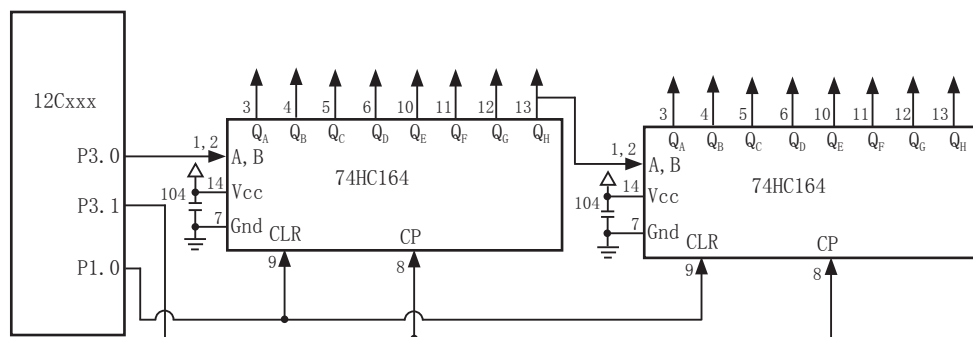 12Cxxx
P3.0
P3.1
P1.0
3 4 5 6 10 11 12 13
QA QB QC QD QE QF QG QH
1,2 A,B
74HC164
14 Vcc
104
7 Gnd
CLR CP
9 8
3 4 5 6 10 11 12 13
QA QB QC QD QE QF QG QH
1,2 A,B
74HC164
14 Vcc
104
7 Gnd
CLR CP
9 8